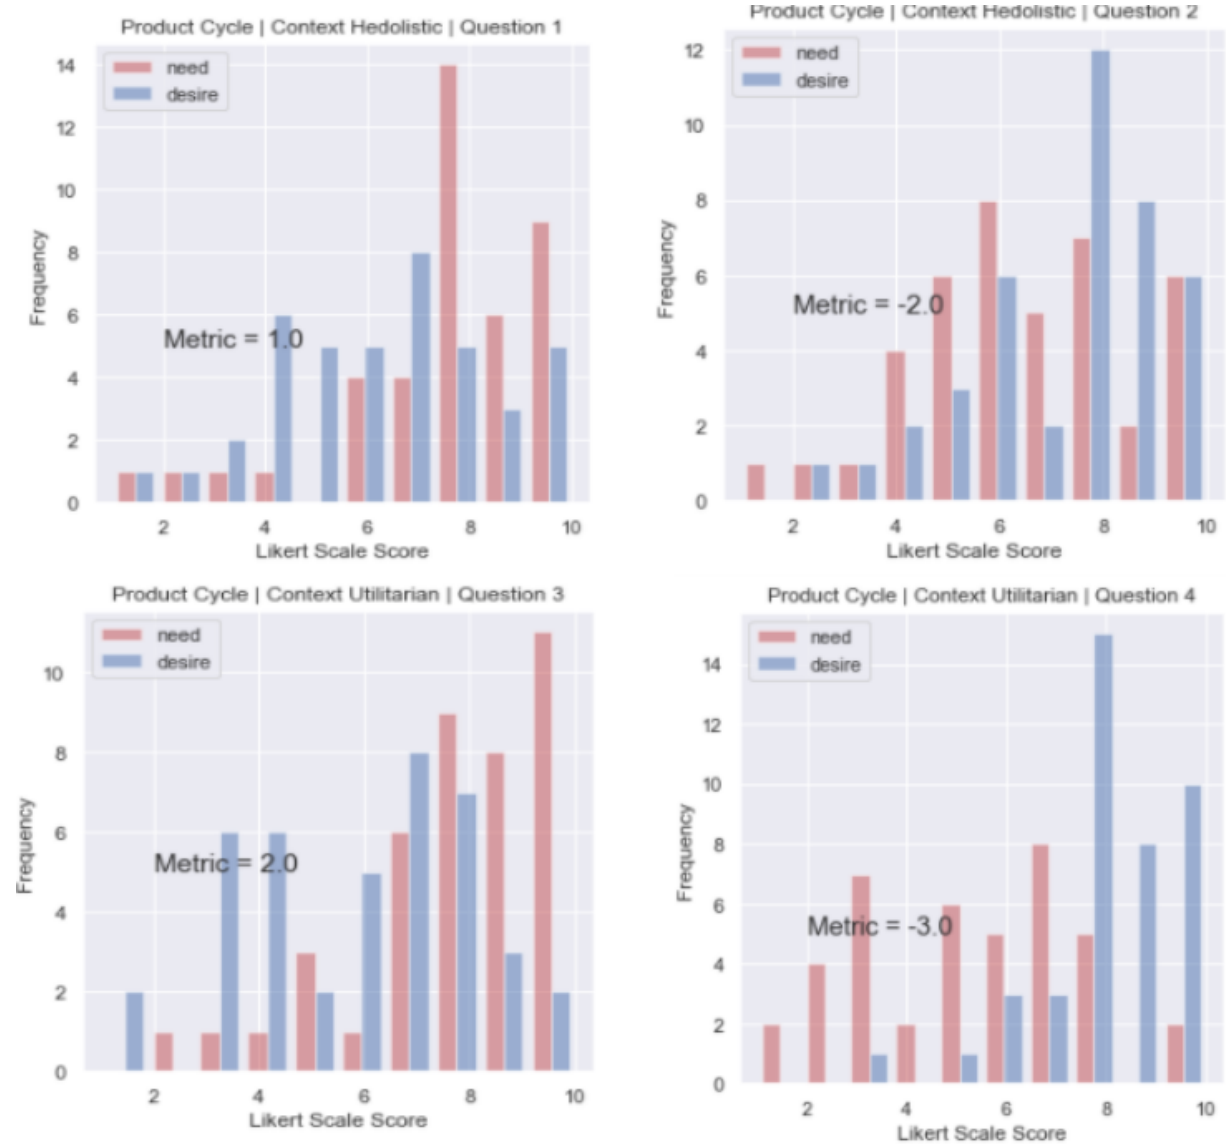 Product Cycle | Context Hedolistic | Question 1
need
desire
Metric = 1.0
Frequency
14
12
10
8
6
4
2
0
2 4 6 8 10
Likert Scale Score
Product Cycle | Context Hedolistic | Question 2
need
desire
Metric = -2.0
Frequency
12
10
8
6
4
2
0
2 4 6 8 10
Likert Scale Score
Product Cycle | Context Utilitarian | Question 3
need
desire
Metric = 2.0
Frequency
10
8
6
4
2
0
2 4 6 8 10
Likert Scale Score
Product Cycle | Context Utilitarian | Question 4
need
desire
Metric = -3.0
Frequency
14
12
10
8
6
4
2
0
2 4 6 8 10
Likert Scale Score